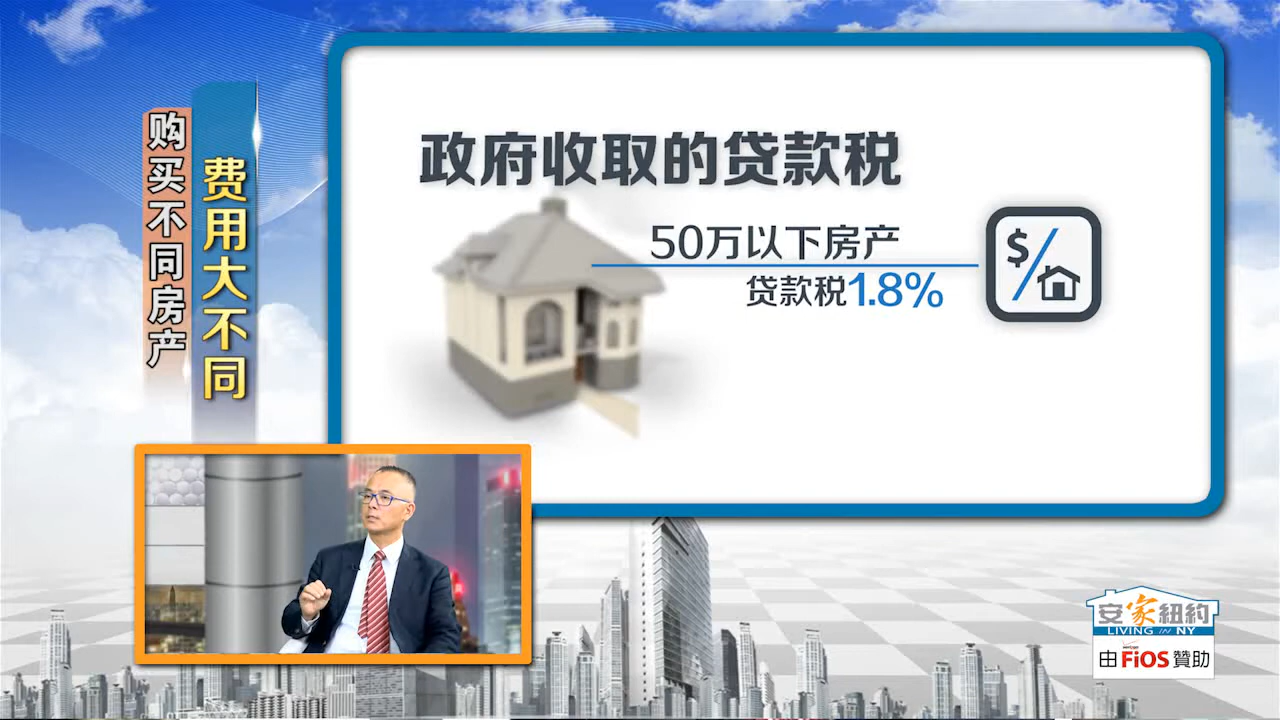 购买不同房产
费用大不同
政府收取的贷款税
50万以下房产
贷款税1.8%
$
安家紐約
LIVING IN NY
由FiOS贊助